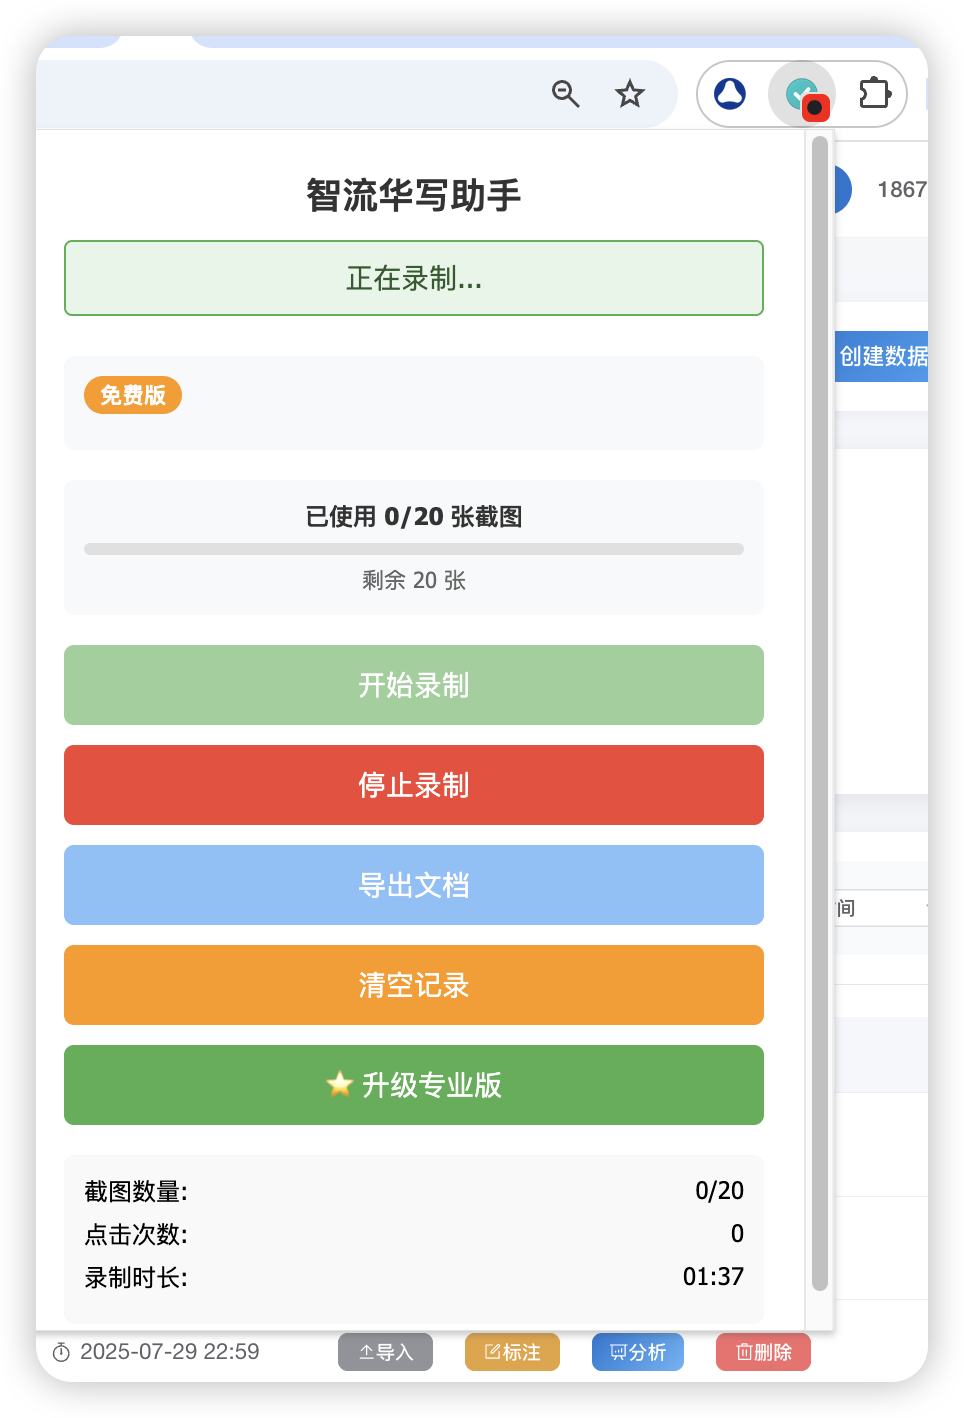 智流华写助手
1867
正在录制...
创建数据
免费版
已使用 0/20 张截图
剩余 20 张
开始录制
停止录制
导出文档
间
清空记录
⭐ 升级专业版
截图数量: 0/20
点击次数: 0
录制时长: 01:37
2025-07-29 22:59 导入 标注 分析 删除